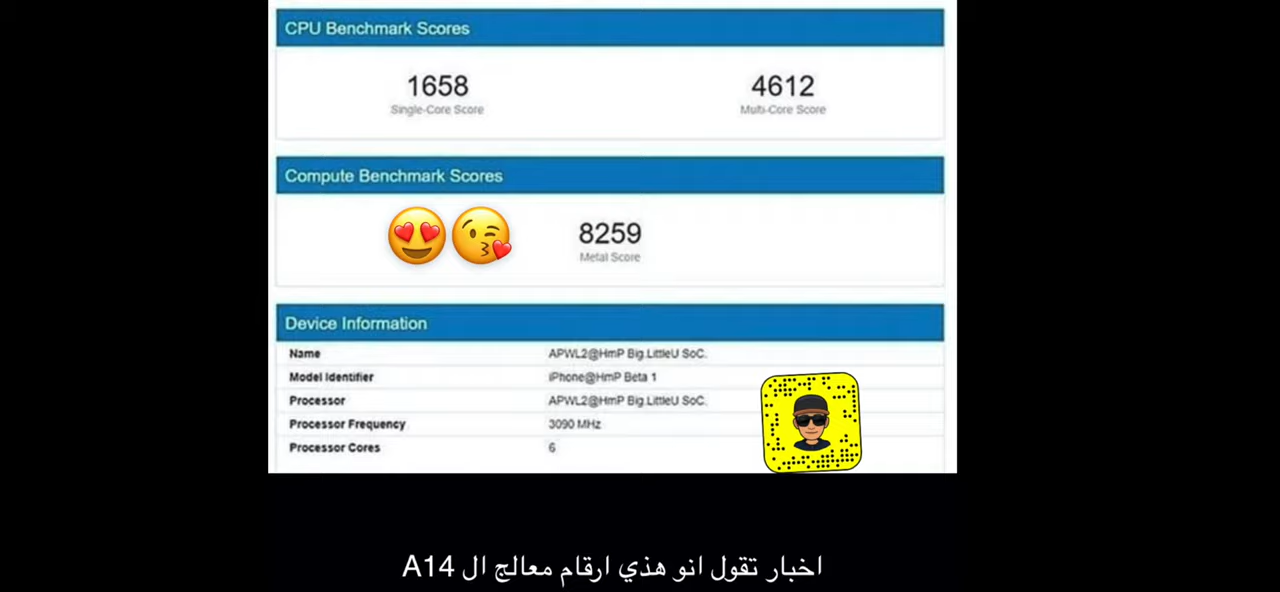 CPU Benchmark Scores
1658 4612
Single-Core Score Multi-Core Score
Compute Benchmark Scores
8259
Metal Score
Device Information
Name APWL2@HmP Big.LittleU SoC.
Model Identifier iPhone@HmP Beta 1
Processor APWL2@HmP Big.LittleU SoC.
Processor Frequency 3090 MHz
Processor Cores 6
اخبار تقول انو هذي ارقام معالج ال A14